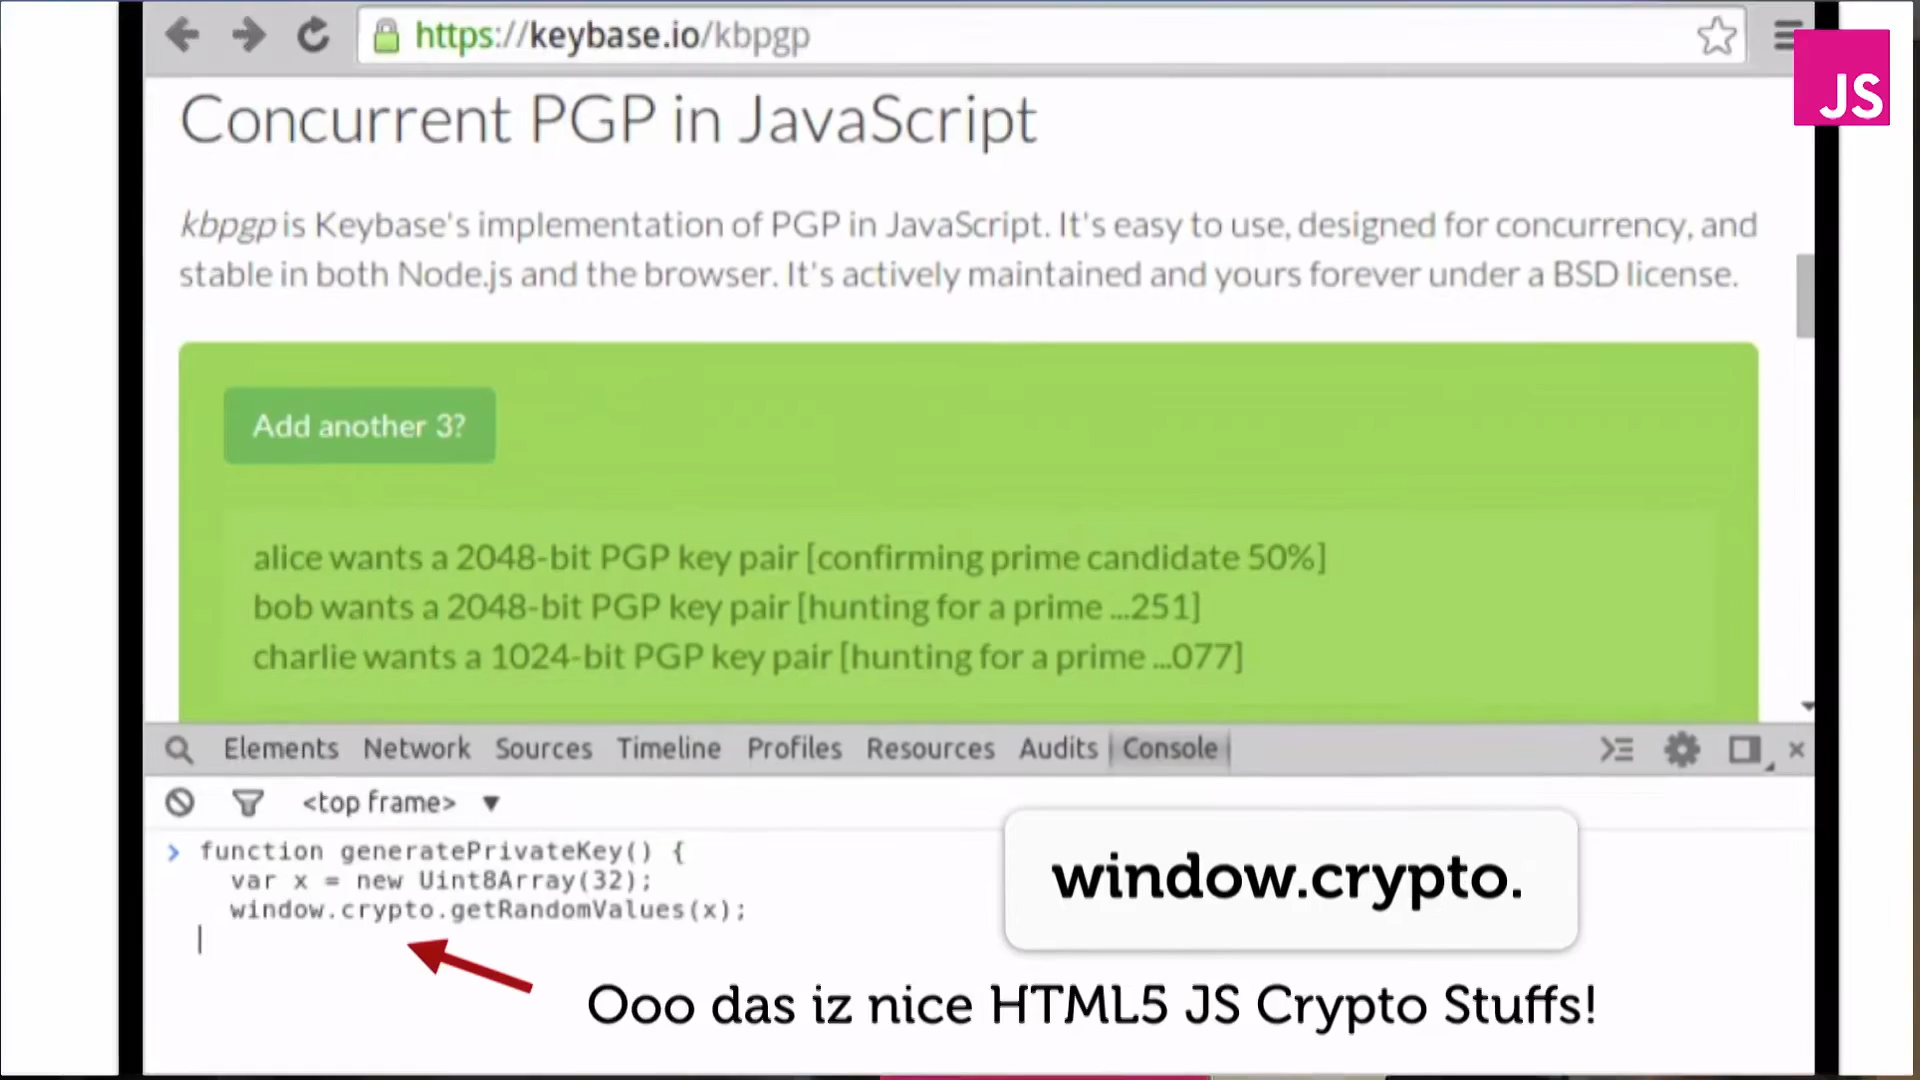 https://keybase.io/kbpgp
JS
Concurrent PGP in JavaScript
kbpgp is Keybase's implementation of PGP in JavaScript. It's easy to use, designed for concurrency, and
stable in both Node.js and the browser. It's actively maintained and yours forever under a BSD license.
Add another 3?
alice wants a 2048-bit PGP key pair [confirming prime candidate 50%]
bob wants a 2048-bit PGP key pair [hunting for a prime ...251]
charlie wants a 1024-bit PGP key pair [hunting for a prime ...077]
Elements Network Sources Timeline Profiles Resources Audits Console
<top frame>
function generatePrivateKey() {
var x = new Uint8Array(32);
window.crypto.getRandomValues(x);
window.crypto.
Ooo das iz nice HTML5 JS Crypto Stuffs!